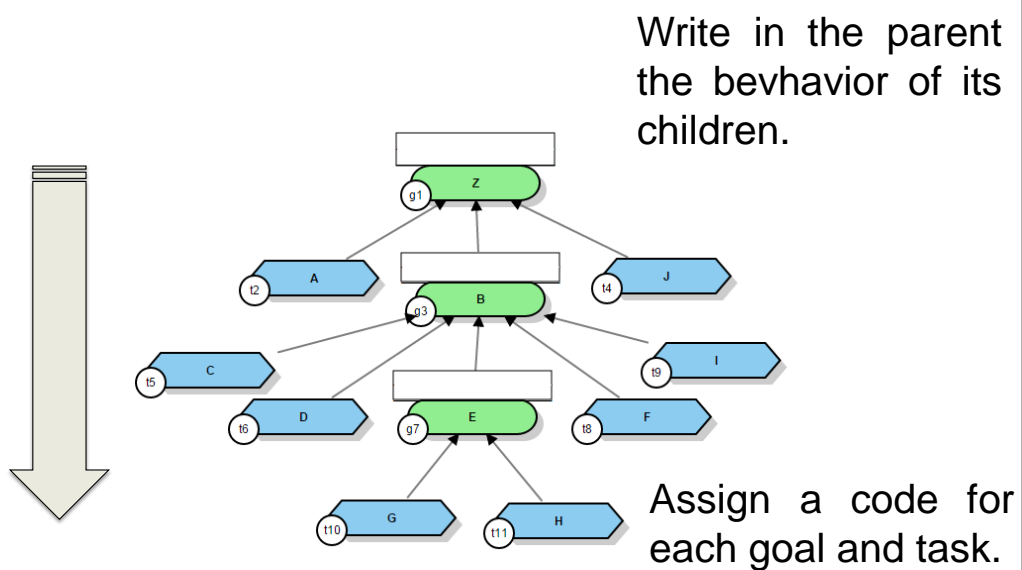 Write in the parent
the bevhavior of its
children.
Z
g1
A
t2
J
t4
B
g3
C
t5
I
t9
D
t6
E
g7
F
t8
G
t10
H
t11
Assign a code for
each goal and task.